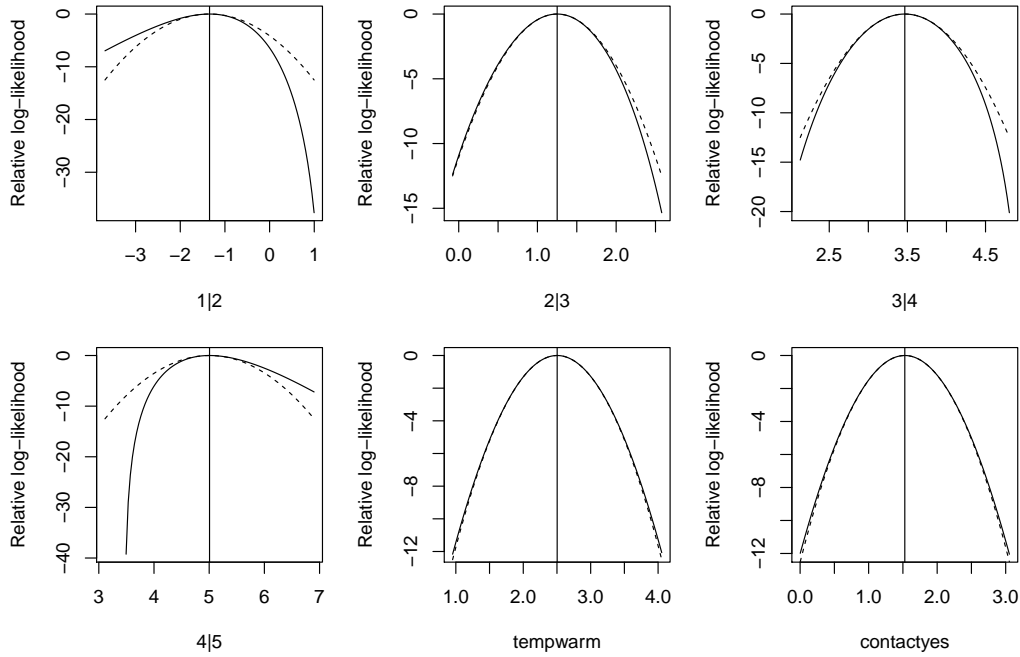 Relative log−likelihood
0
−10
−20
−30
−3 −2 −1 0 1
1|2
Relative log−likelihood
0
−5
−10
−15
0.0 1.0 2.0
2|3
Relative log−likelihood
0
−5
−10
−15
−20
2.5 3.5 4.5
3|4
Relative log−likelihood
0
−10
−20
−30
−40
3 4 5 6 7
4|5
Relative log−likelihood
0
−4
−8
−12
1.0 2.0 3.0 4.0
tempwarm
Relative log−likelihood
0
−4
−8
−12
0.0 1.0 2.0 3.0
contactyes